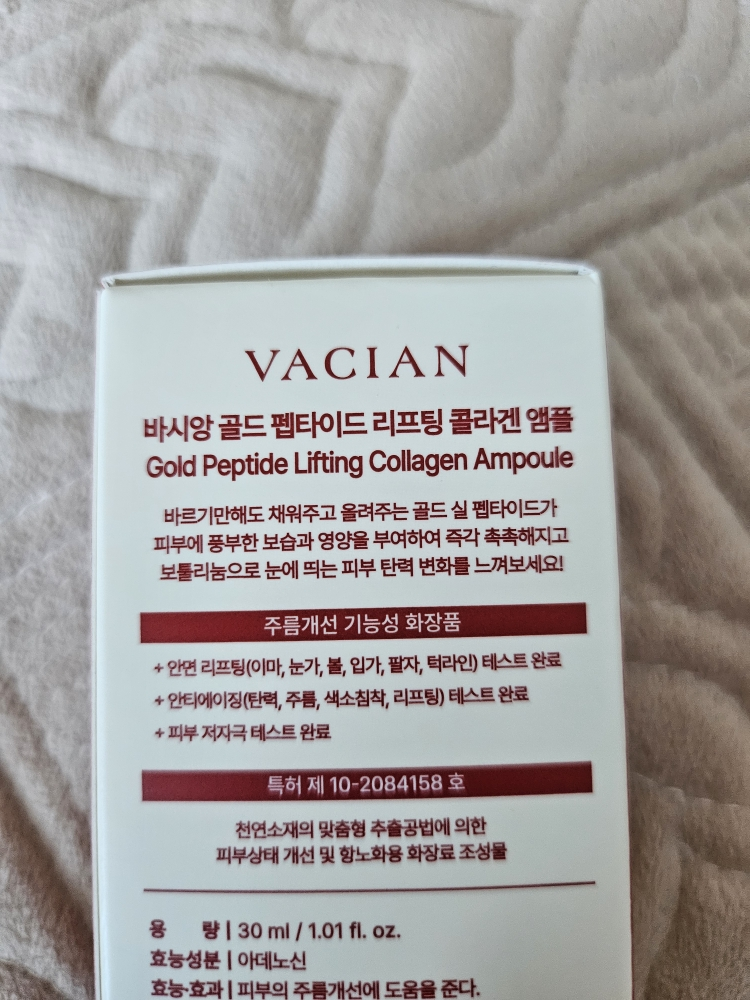 VACIAN
바시앙 골드 펩타이드 리프팅 콜라겐 앰플
Gold Peptide Lifting Collagen Ampoule
바르기만해도 채워주고 올려주는 골드 실 펩타이드가
피부에 풍부한 보습과 영양을 부여하여 즉각 촉촉해지고
보툴리눔으로 눈에 띄는 피부 탄력 변화를 느껴보세요!
주름개선 기능성 화장품
+ 안면 리프팅(이마, 눈가, 볼, 입가, 팔자, 턱라인) 테스트 완료
+ 안티에이징(탄력, 주름, 색소침착, 리프팅) 테스트 완료
+ 피부 저자극 테스트 완료
특허 제 10-2084158 호
천연소재의 맞춤형 추출공법에 의한
피부상태 개선 및 항노화용 화장료 조성물
용 량 | 30 ml / 1.01 fl. oz.
효능성분 | 아데노신
효능·효과 | 피부의 주름개선에 도움을 준다.